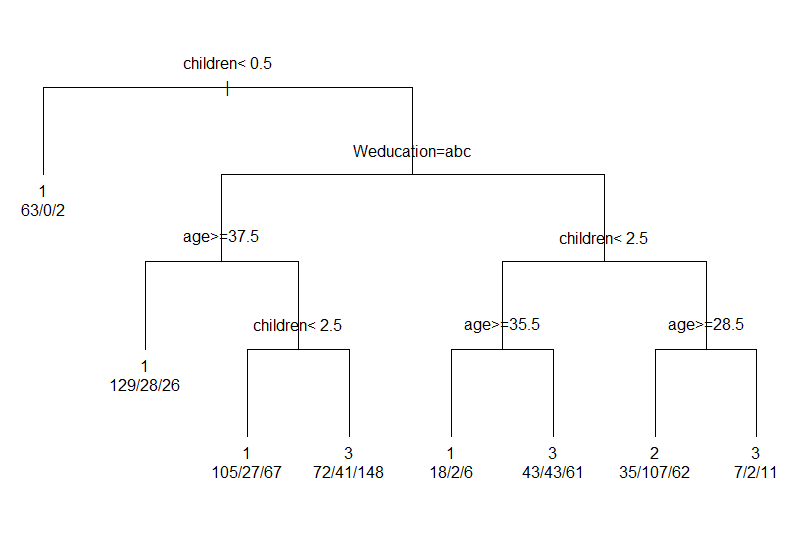 children< 0.5
Weducation=abc
1
63/0/2
age>=37.5
children< 2.5
children< 2.5
age>=35.5
age>=28.5
1
129/28/26
1
105/27/67
3
72/41/148
1
18/2/6
3
43/43/61
2
35/107/62
3
7/2/11